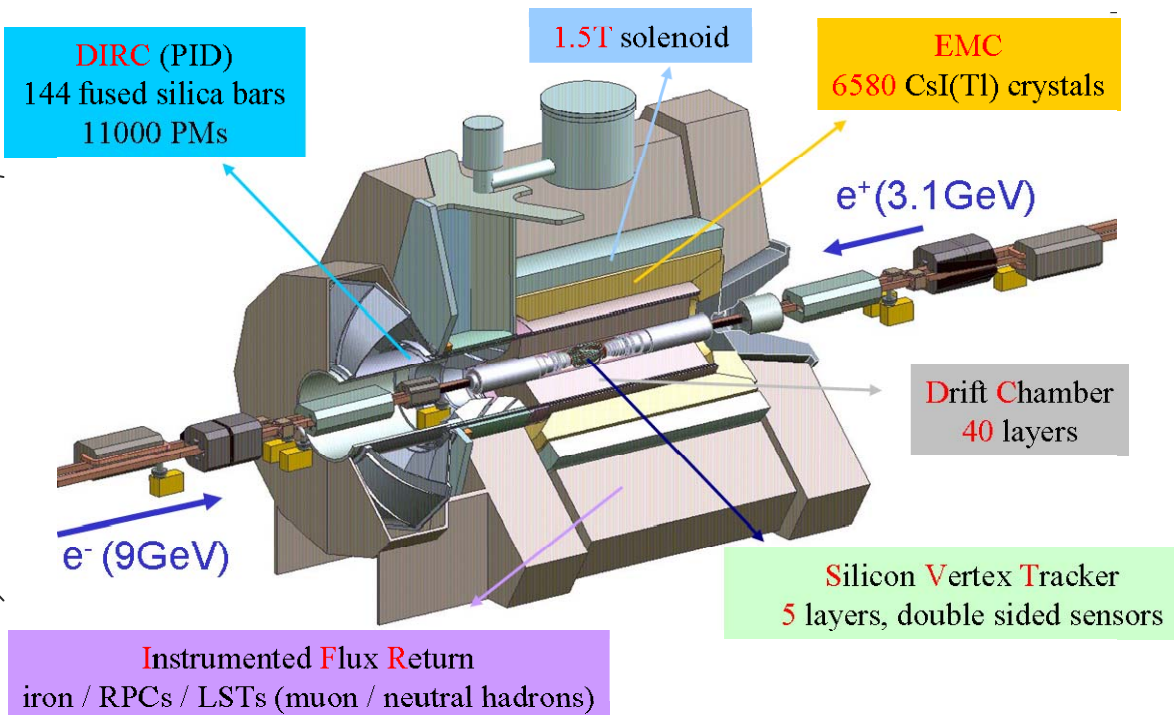 DIRC (PID)
144 fused silica bars
11000 PMs
1.5T solenoid
EMC
6580 CsI(Tl) crystals
e⁺(3.1GeV)
Drift Chamber
40 layers
e⁻ (9GeV)
Silicon Vertex Tracker
5 layers, double sided sensors
Instrumented Flux Return
iron / RPCs / LSTs (muon / neutral hadrons)